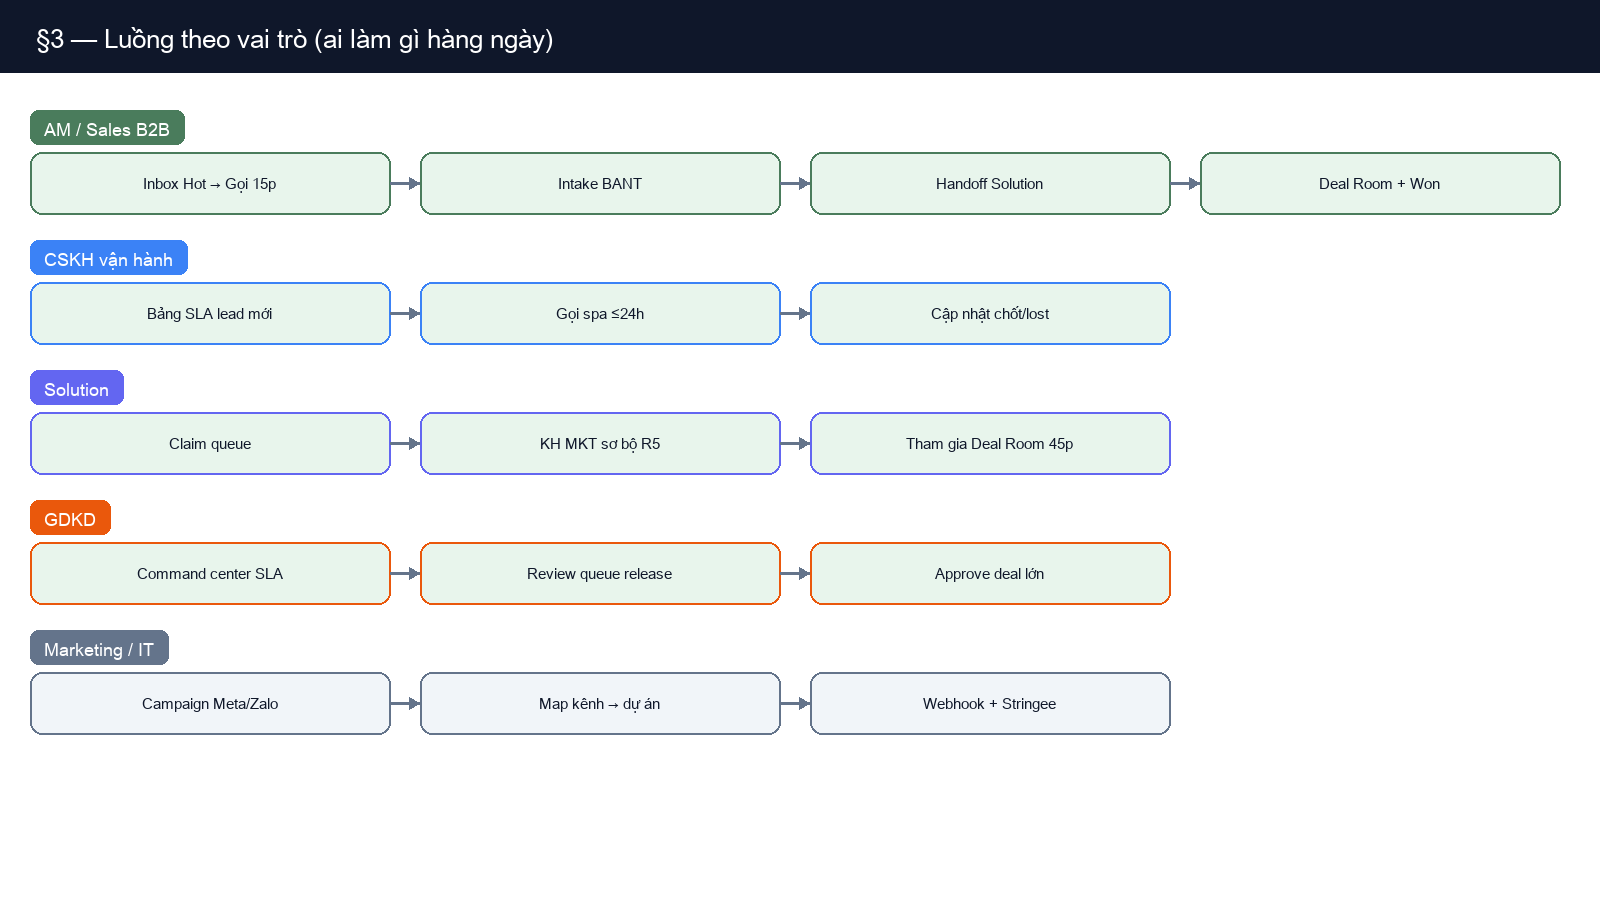 §3 — Luồng theo vai trò (ai làm gì hàng ngày)
AM / Sales B2B
Inbox Hot → Gọi 15p
Intake BANT
Handoff Solution
Deal Room + Won
CSKH vận hành
Bảng SLA lead mới
Gọi spa ≤24h
Cập nhật chốt/lost
Solution
Claim queue
KH MKT sơ bộ R5
Tham gia Deal Room 45p
GDKD
Command center SLA
Review queue release
Approve deal lớn
Marketing / IT
Campaign Meta/Zalo
Map kênh → dự án
Webhook + Stringee